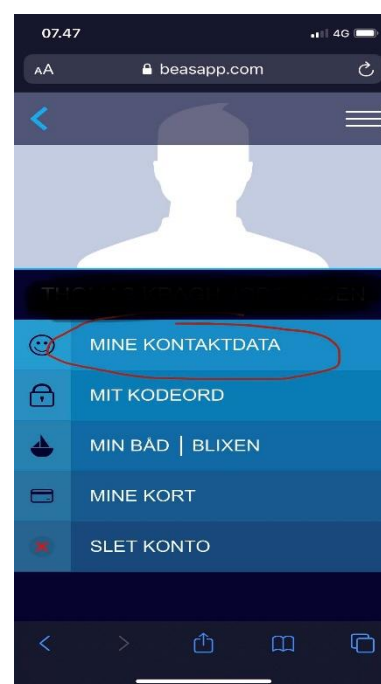 07.47
4G
AA
beasapp.com
MINE KONTAKTDATA
MIT KODEORD
MIN BÅD | BLIXEN
MINE KORT
SLET KONTO